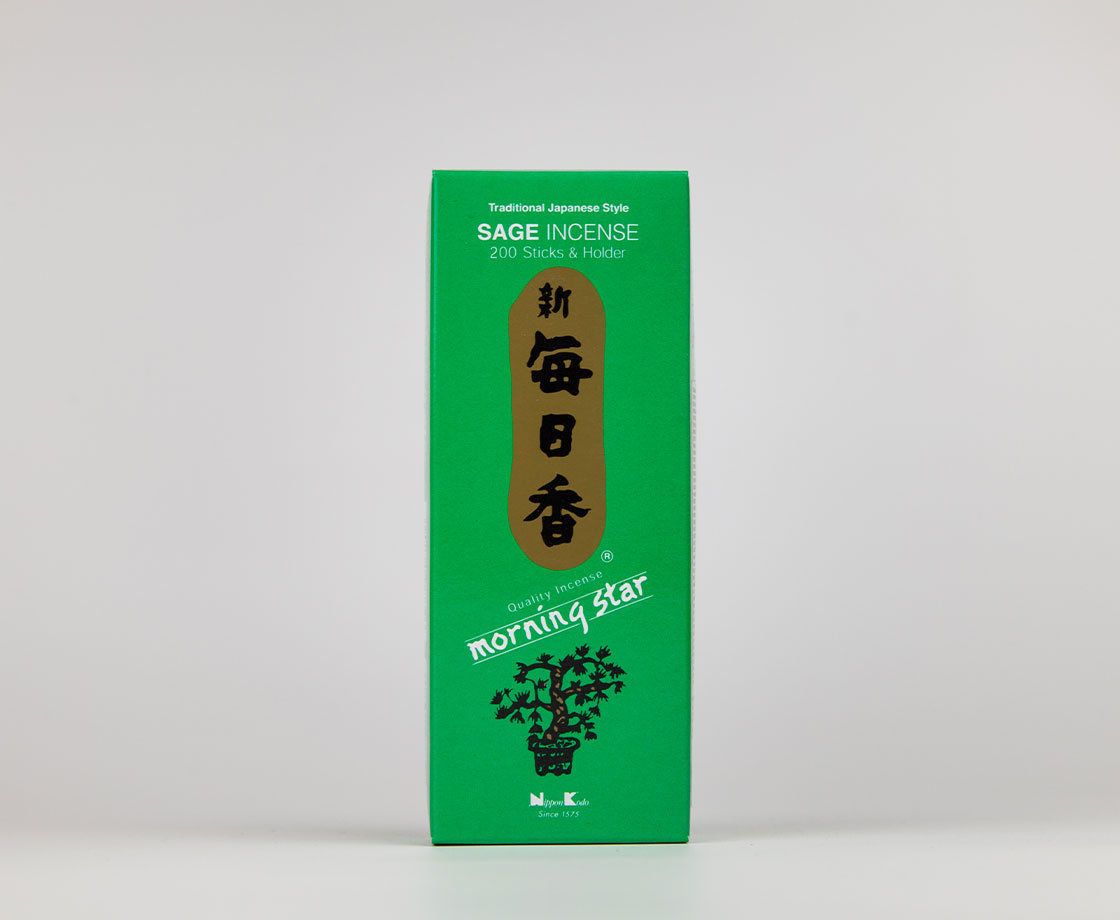 Traditional Japanese Style
SAGE INCENSE
200 Sticks & Holder
新
毎
日
香
®
Quality Incense
morning star
Nippon Kodo
Since 1575